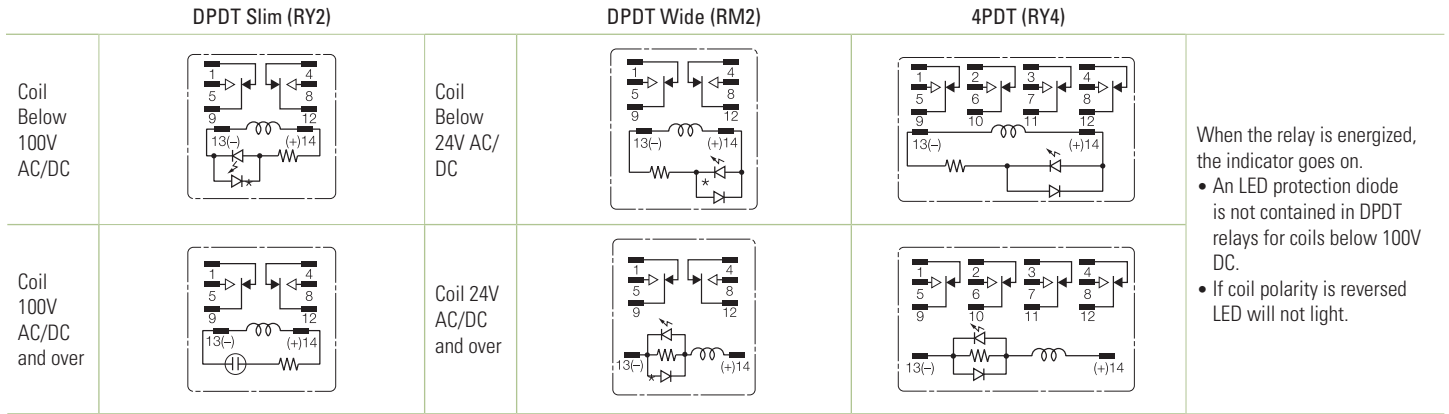 DPDT Slim (RY2)
DPDT Wide (RM2)
4PDT (RY4)
Coil
Below
100V
AC/DC
1 4
5 8
9 12
13(–) (+)14
*
Coil
Below
24V AC/
DC
1 4
5 8
9 12
13(–) (+)14
*
1 2 3 4
5 6 7 8
9 10 11 12
13(–) (+)14
When the relay is energized,
the indicator goes on.
• An LED protection diode
is not contained in DPDT
relays for coils below 100V
DC.
• If coil polarity is reversed
LED will not light.
Coil
100V
AC/DC
and over
1 4
5 8
9 12
13(–) (+)14
Coil 24V
AC/DC
and over
1 4
5 8
9 12
13(–) (+)14
*
1 2 3 4
5 6 7 8
9 10 11 12
13(–) (+)14